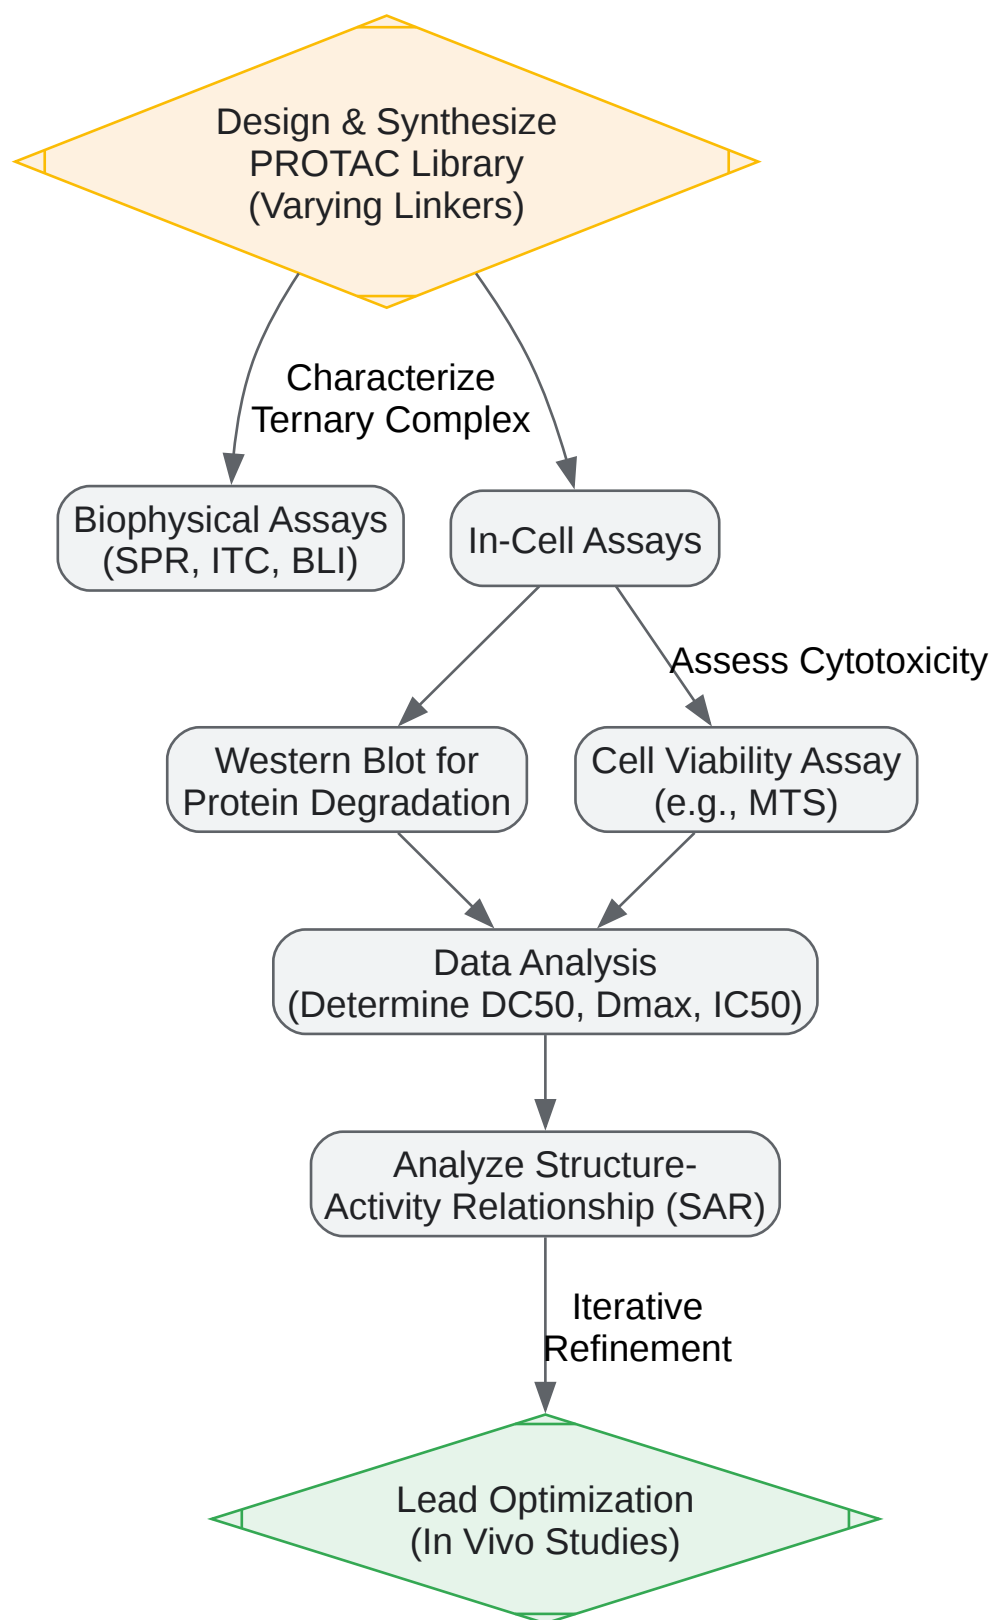 Design & Synthesize
PROTAC Library
(Varying Linkers)
Characterize
Ternary Complex
Biophysical Assays
(SPR, ITC, BLI)
In-Cell Assays
Assess Cytotoxicity
Western Blot for
Protein Degradation
Cell Viability Assay
(e.g., MTS)
Data Analysis
(Determine DC50, Dmax, IC50)
Analyze Structure-
Activity Relationship (SAR)
Iterative
Refinement
Lead Optimization
(In Vivo Studies)